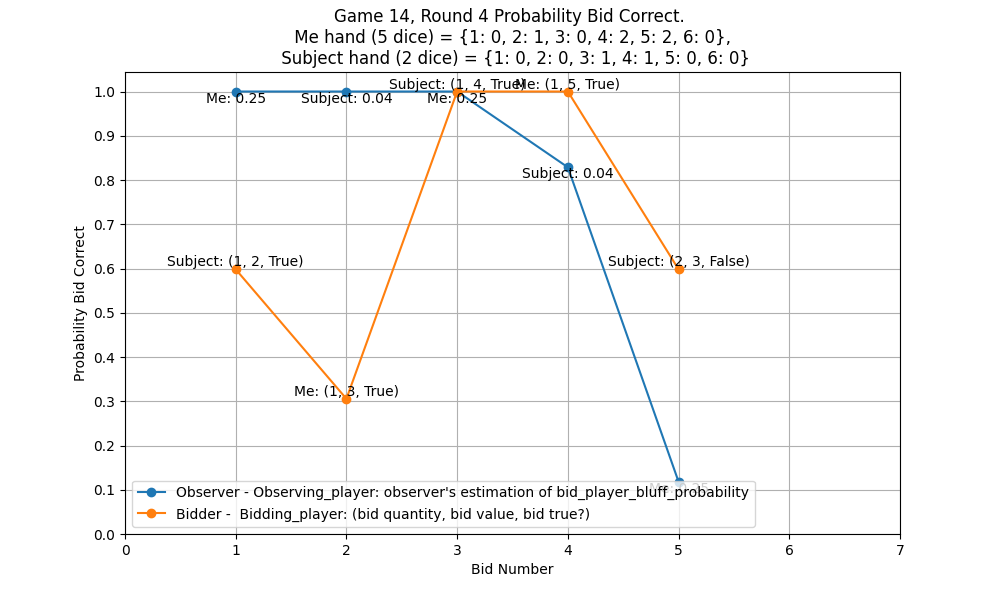 Game 14, Round 4 Probability Bid Correct.
Me hand (5 dice) = {1: 0, 2: 1, 3: 0, 4: 2, 5: 2, 6: 0},
Subject hand (2 dice) = {1: 0, 2: 0, 3: 1, 4: 1, 5: 0, 6: 0}
Probability Bid Correct
1.0
0.9
0.8
0.7
0.6
0.5
0.4
0.3
0.2
0.1
0.0
Subject: (1, 4, True)
Me: (1, 5, True)
Me: 0.25
Subject: 0.04
Me: 0.25
Subject: 0.04
Subject: (1, 2, True)
Subject: (2, 3, False)
Me: (1, 3, True)
Me: 0.25
Observer - Observing_player: observer's estimation of bid_player_bluff_probability
Bidder -  Bidding_player: (bid quantity, bid value, bid true?)
0 1 2 3 4 5 6 7
Bid Number